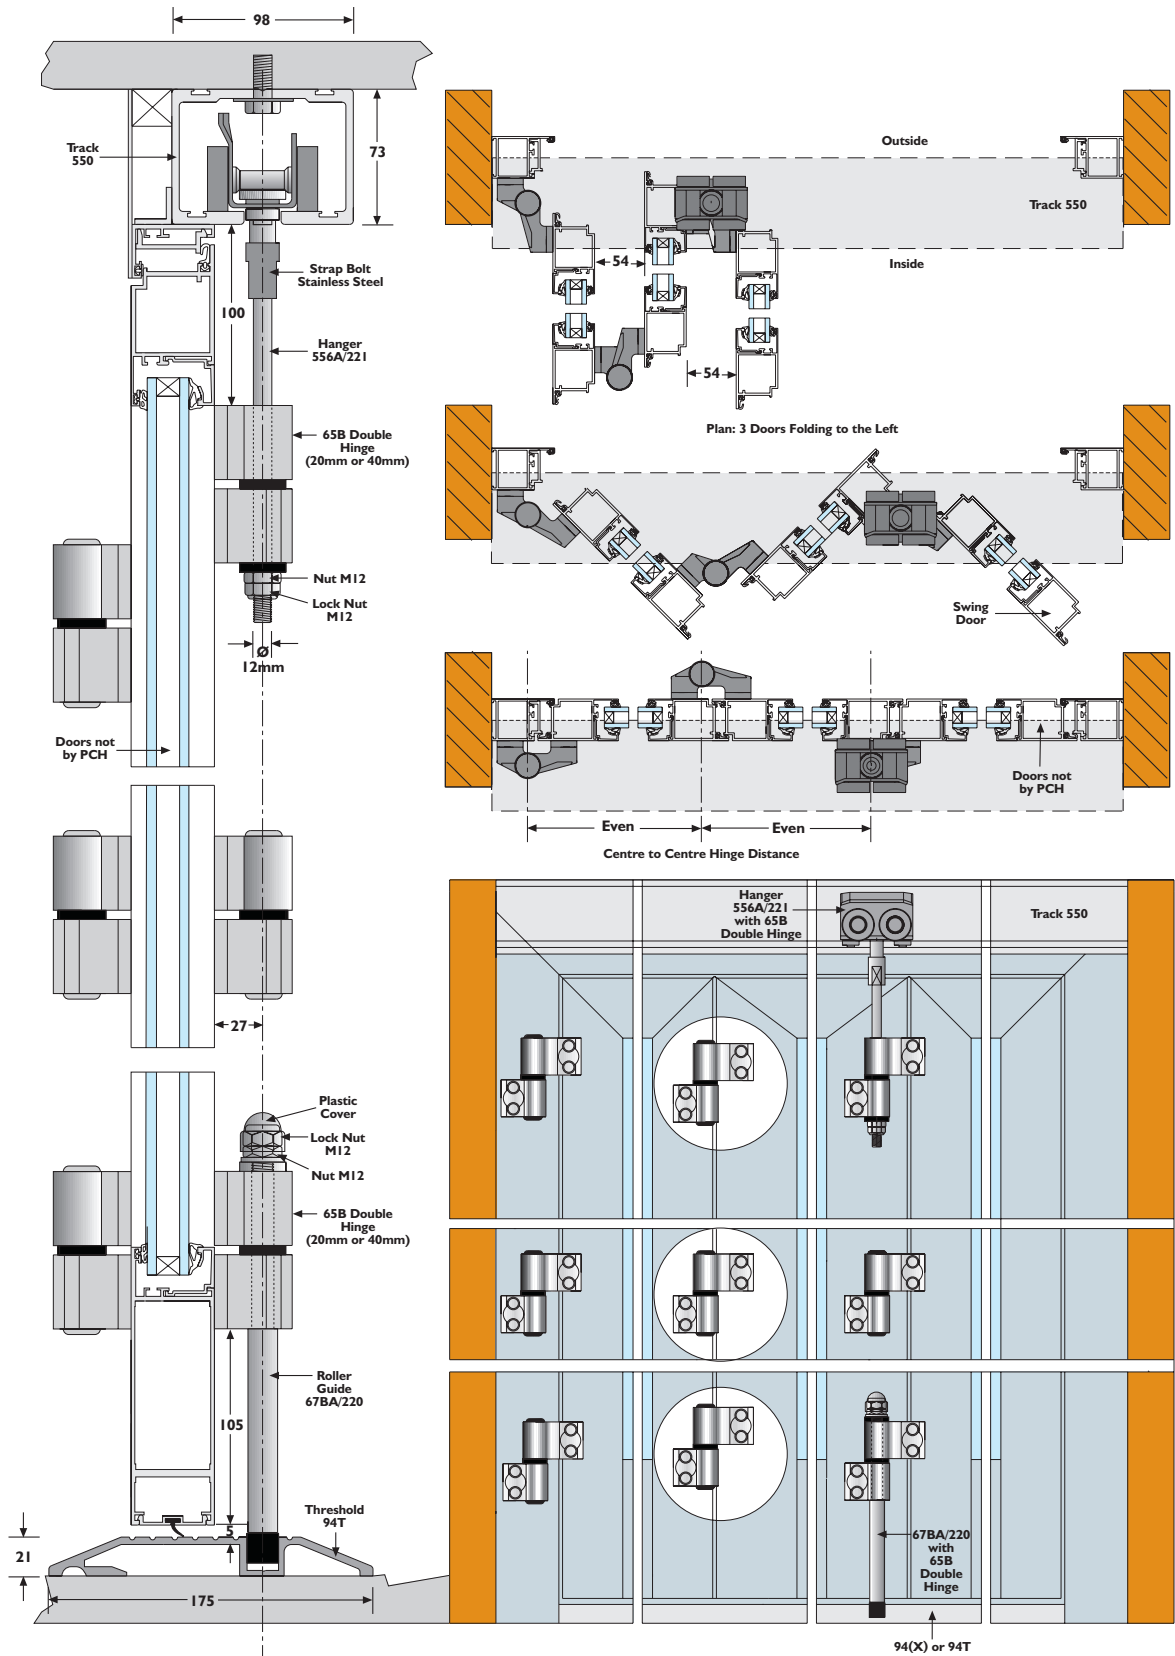 98
Track
550
73
Strap Bolt
Stainless Steel
100
Hanger
556A/221
65B Double
Hinge
(20mm or 40mm)
Nut M12
Lock Nut
M12
Ø
12mm
Doors not
by PCH
27
Plastic
Cover
Lock Nut
M12
Nut M12
65B Double
Hinge
(20mm or 40mm)
Roller
Guide
67BA/220
105
5
Threshold
94T
21
175
Outside
Track 550
Inside
54
54
Plan: 3 Doors Folding to the Left
Swing
Door
Doors not
by PCH
Even
Even
Centre to Centre Hinge Distance
Hanger
556A/221
with 65B
Double Hinge
Track 550
67BA/220
with
65B
Double
Hinge
94(X) or 94T